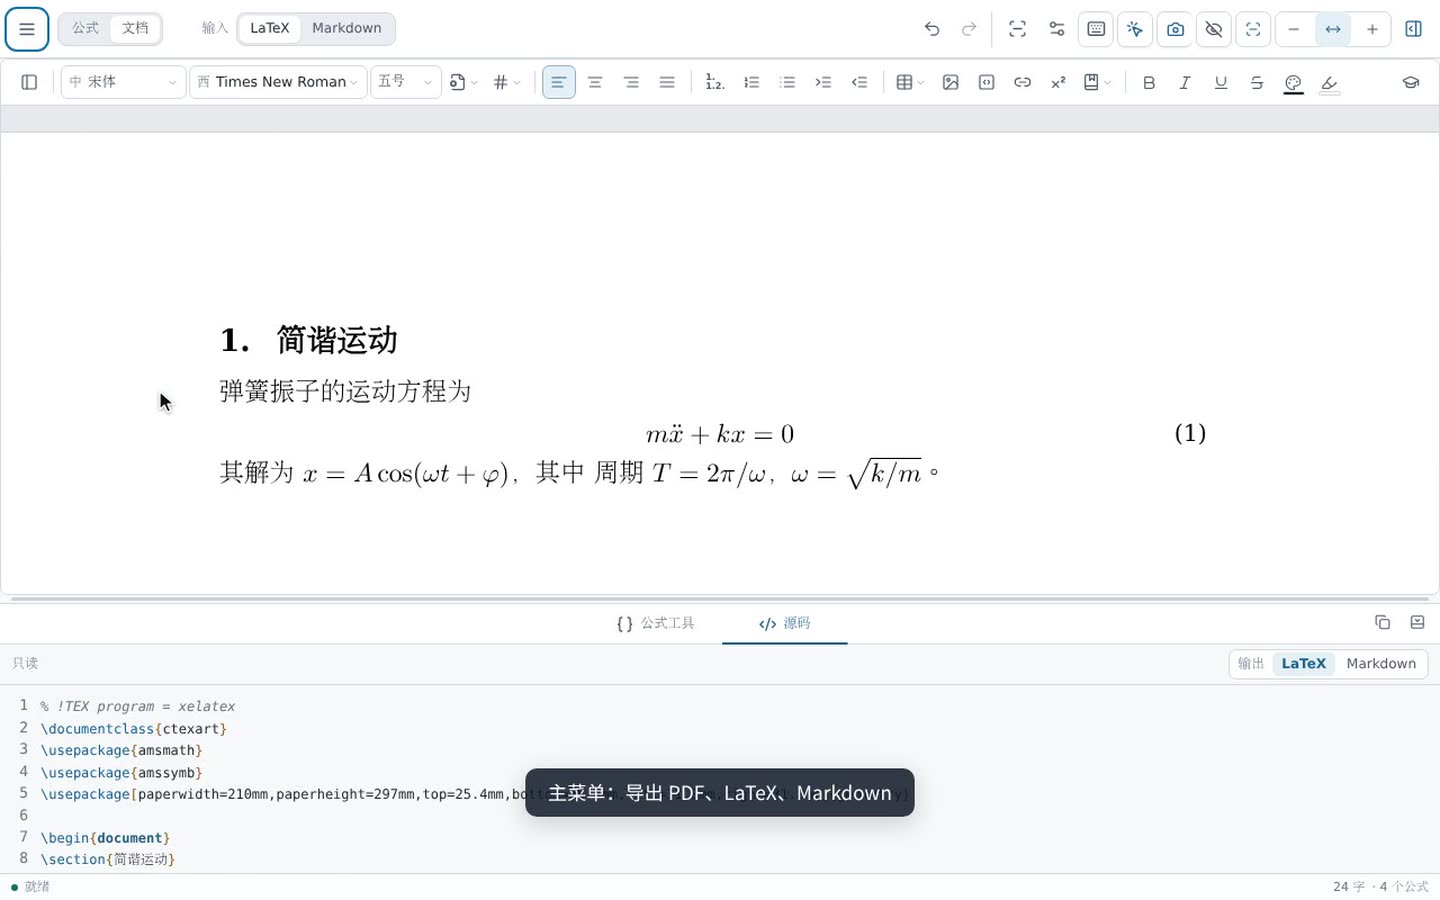 公式 文档 输入 LaTeX Markdown
中 宋体 西 Times New Roman 五号
1. 简谐运动
弹簧振子的运动方程为
mẍ + kx = 0 (1)
其解为 x = A cos(ωt + φ)，其中 周期 T = 2π/ω，ω = √k/m。
{} 公式工具 </> 源码
只读 输出 LaTeX Markdown
1 % !TEX program = xelatex
2 \documentclass{ctexart}
3 \usepackage{amsmath}
4 \usepackage{amssymb}
5 \usepackage[paperwidth=210mm,paperheight=297mm,top=25.4mm,
主菜单：导出 PDF、LaTeX、Markdown
6
7 \begin{document}
8 \section{简谐运动}
就绪 24 字 · 4 个公式